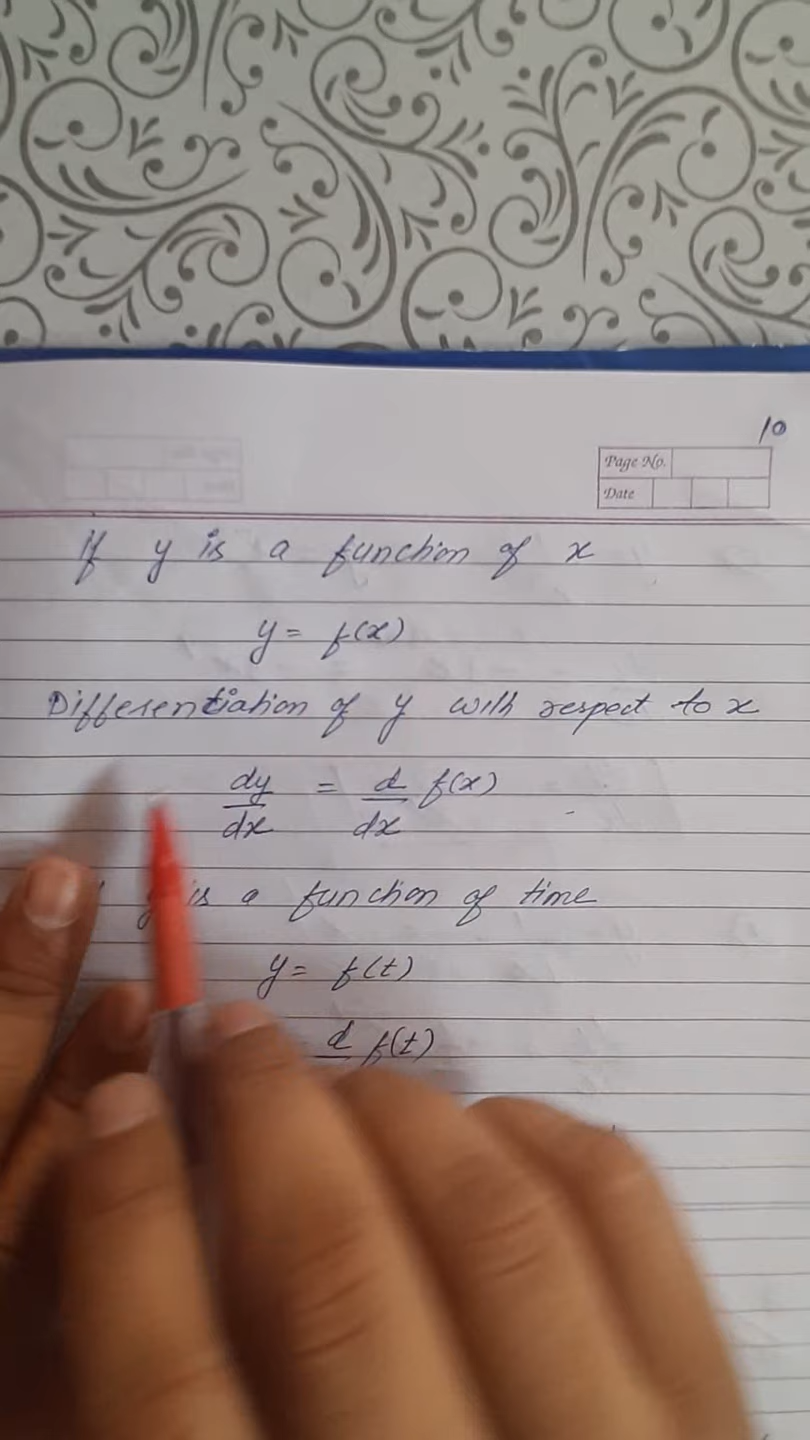 10
Page No.
Date
If y is a function of x
y = f(x)
Differentiation of y with respect to x
dy/dx = d/dx f(x)
y is a function of time
y = f(t)
d f(t)